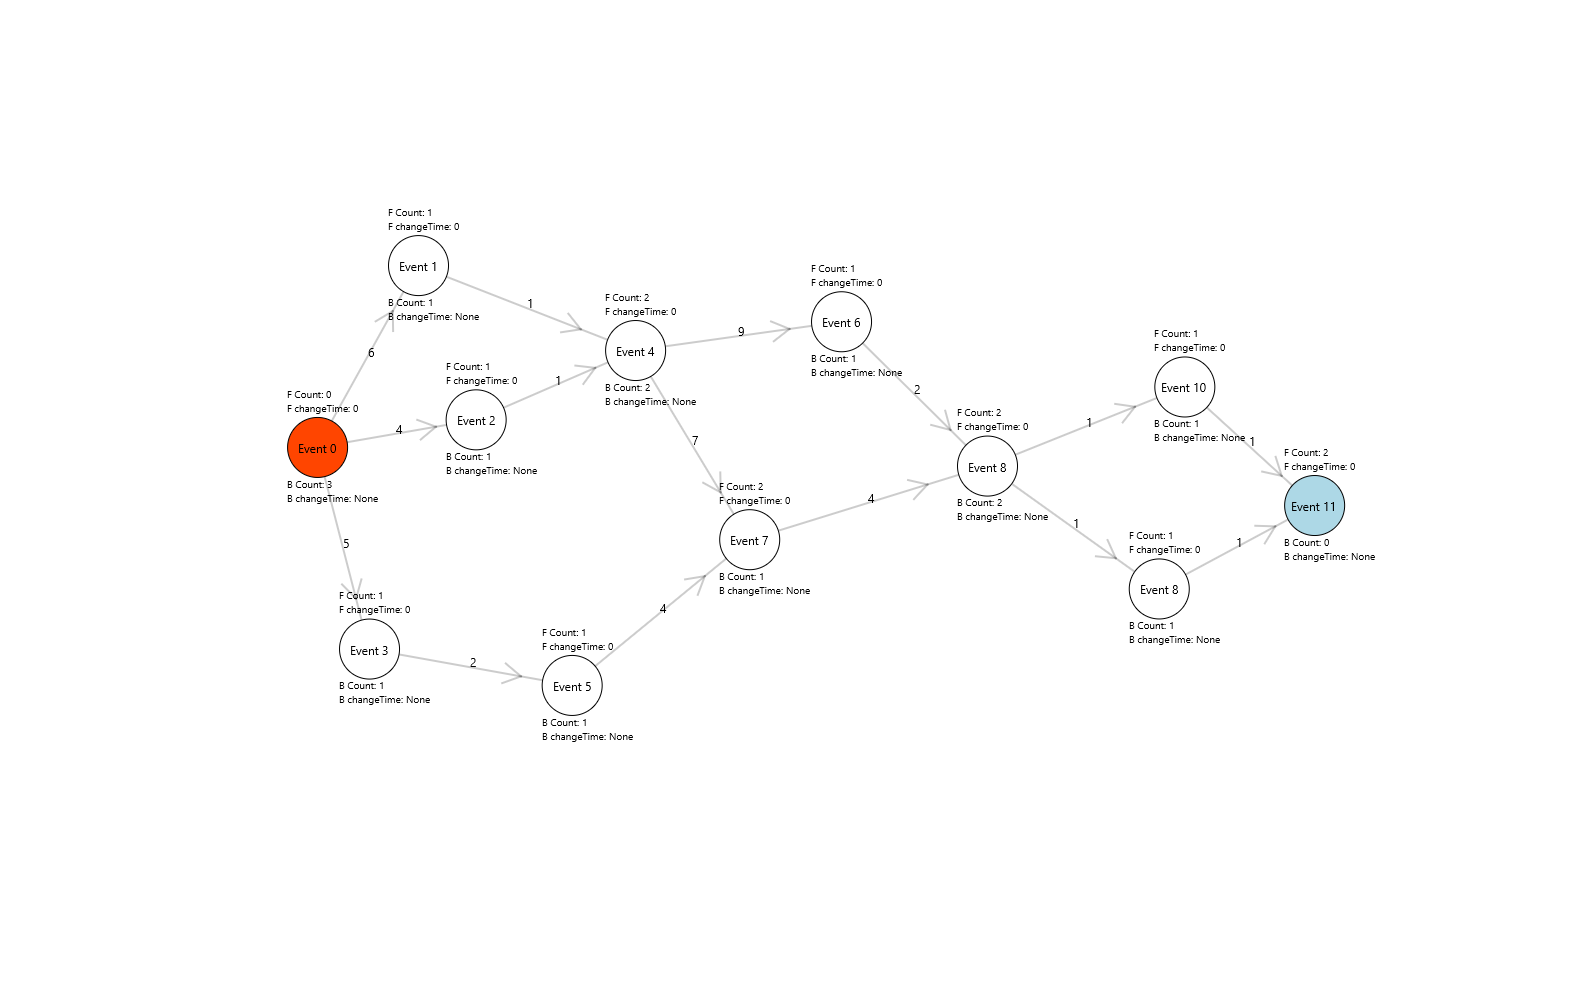 F Count: 1
F changeTime: 0
Event 1
B Count: 1
B changeTime: None
6
1
F Count: 0
F changeTime: 0
Event 0
B Count: 3
B changeTime: None
4
5
F Count: 1
F changeTime: 0
Event 2
B Count: 1
B changeTime: None
1
F Count: 1
F changeTime: 0
Event 3
B Count: 1
B changeTime: None
2
F Count: 2
F changeTime: 0
Event 4
B Count: 2
B changeTime: None
9
7
F Count: 1
F changeTime: 0
Event 5
B Count: 1
B changeTime: None
4
F Count: 1
F changeTime: 0
Event 6
B Count: 1
B changeTime: None
2
F Count: 2
F changeTime: 0
Event 7
B Count: 1
B changeTime: None
4
F Count: 2
F changeTime: 0
Event 8
B Count: 2
B changeTime: None
1
1
F Count: 1
F changeTime: 0
Event 10
B Count: 1
B changeTime: None
1
F Count: 1
F changeTime: 0
Event 8
B Count: 1
B changeTime: None
1
F Count: 2
F changeTime: 0
Event 11
B Count: 0
B changeTime: None